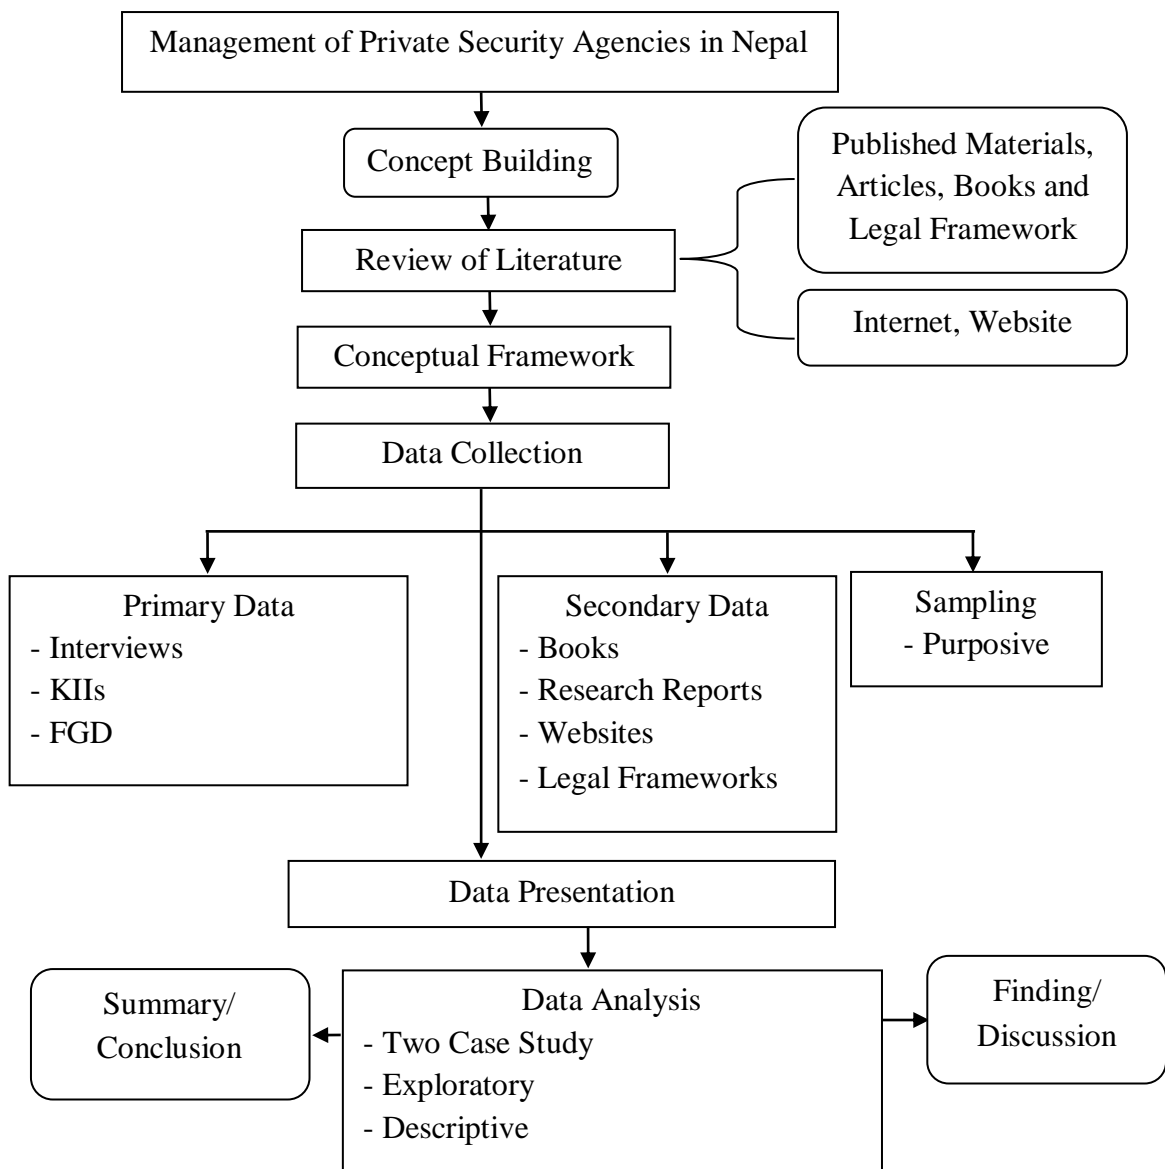 Management of Private Security Agencies in Nepal
Concept Building
Published Materials,
Articles, Books and
Legal Framework
Review of Literature
Internet, Website
Conceptual Framework
Data Collection
Primary Data
- Interviews
- KIIs
- FGD
Secondary Data
- Books
- Research Reports
- Websites
- Legal Frameworks
Sampling
- Purposive
Data Presentation
Summary/
Conclusion
Data Analysis
- Two Case Study
- Exploratory
- Descriptive
Finding/
Discussion